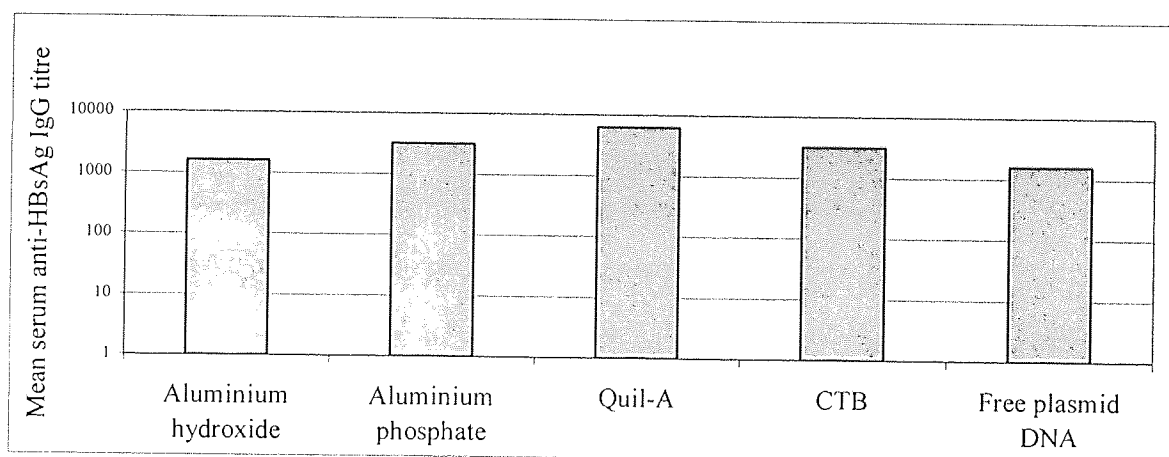 Mean serum anti-HBsAg IgG titre
10000
1000
100
10
1
Aluminium
hydroxide
Aluminium
phosphate
Quil-A
CTB
Free plasmid
DNA